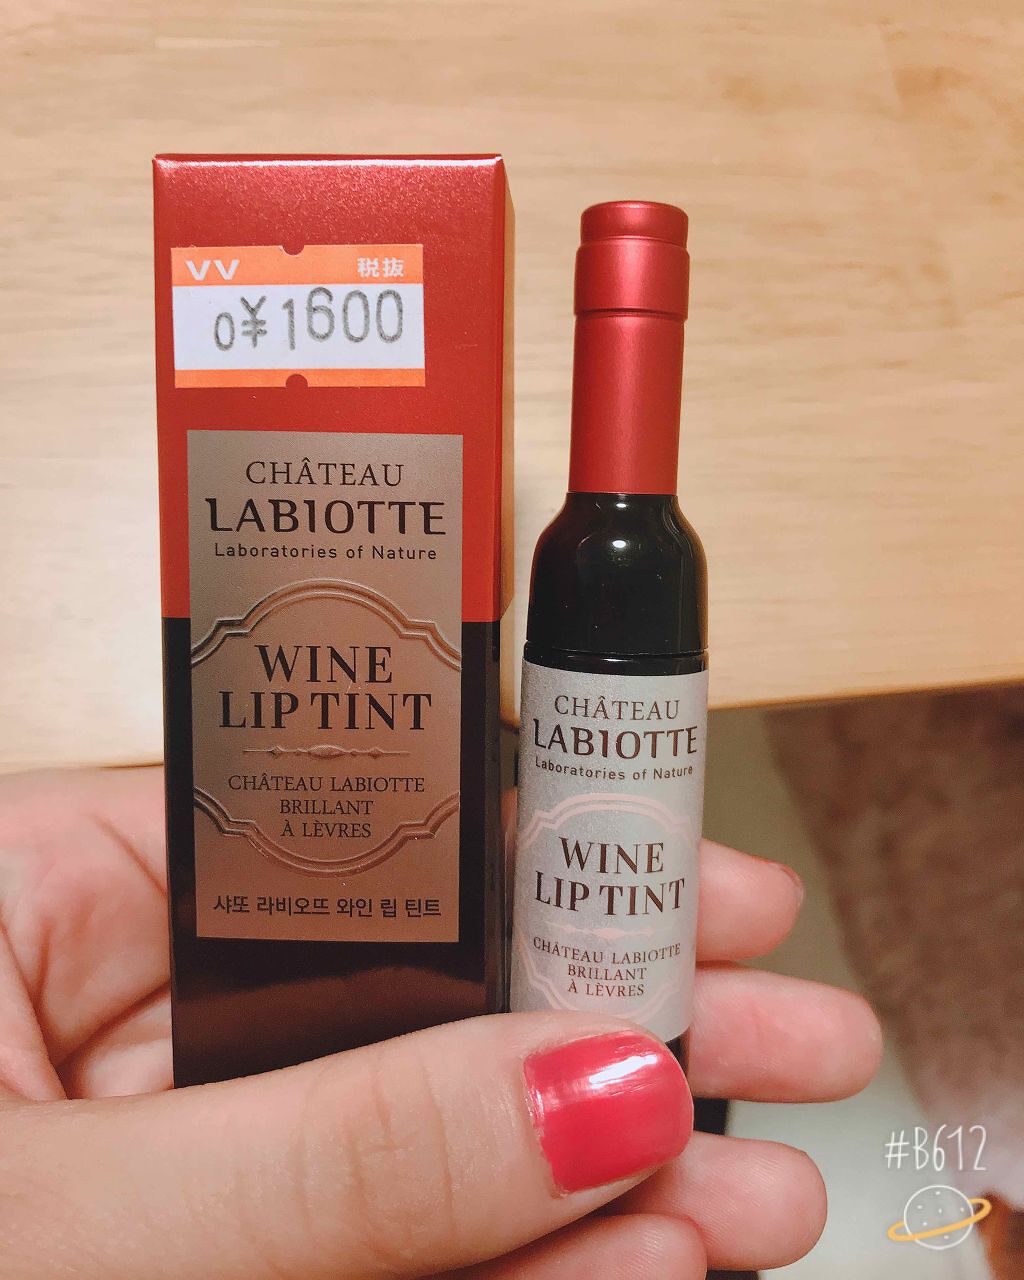 VV 税抜
0¥1600
CHÂTEAU
LABIOTTE
Laboratories of Nature
WINE
LIP TINT
CHÂTEAU LABIOTTE
BRILLANT
À LÈVRES
샤또 라비오뜨 와인 립 틴트
CHÂTEAU
LABIOTTE
Laboratories of Nature
WINE
LIP TINT
CHÂTEAU LABIOTTE
BRILLANT
À LÈVRES
#B612